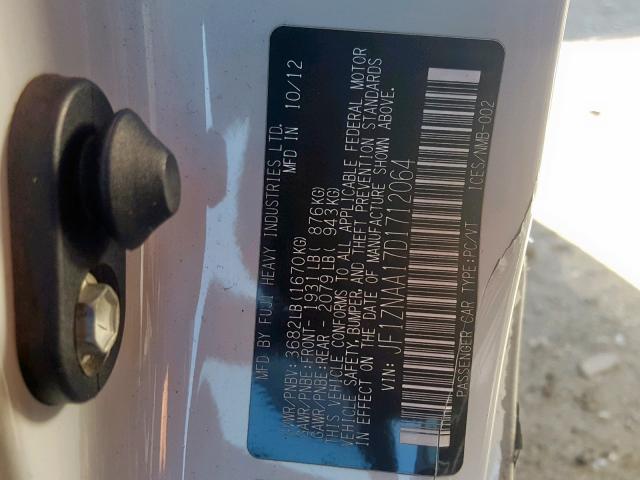 MFD BY FUJI HEAVY INDUSTRIES LTD.
MFD IN 10/12
GVWR/PNBV: 3682LB(1670KG)
GAWR/PNBE:FRONT- 1931LB( 876KG)
GAWR/PNBE:REAR - 2079LB( 943KG)
THIS VEHICLE CONFORMS TO ALL APPLICABLE FEDERAL MOTOR
VEHICLE SAFETY,BUMPER,AND THEFT PREVENTION STANDARDS
IN EFFECT ON THE DATE OF MANUFACTURE SHOWN ABOVE.
VIN: JF1ZNAA17D1712064
PASSENGER CAR TYPE:PC/VT ICES/NMB-002